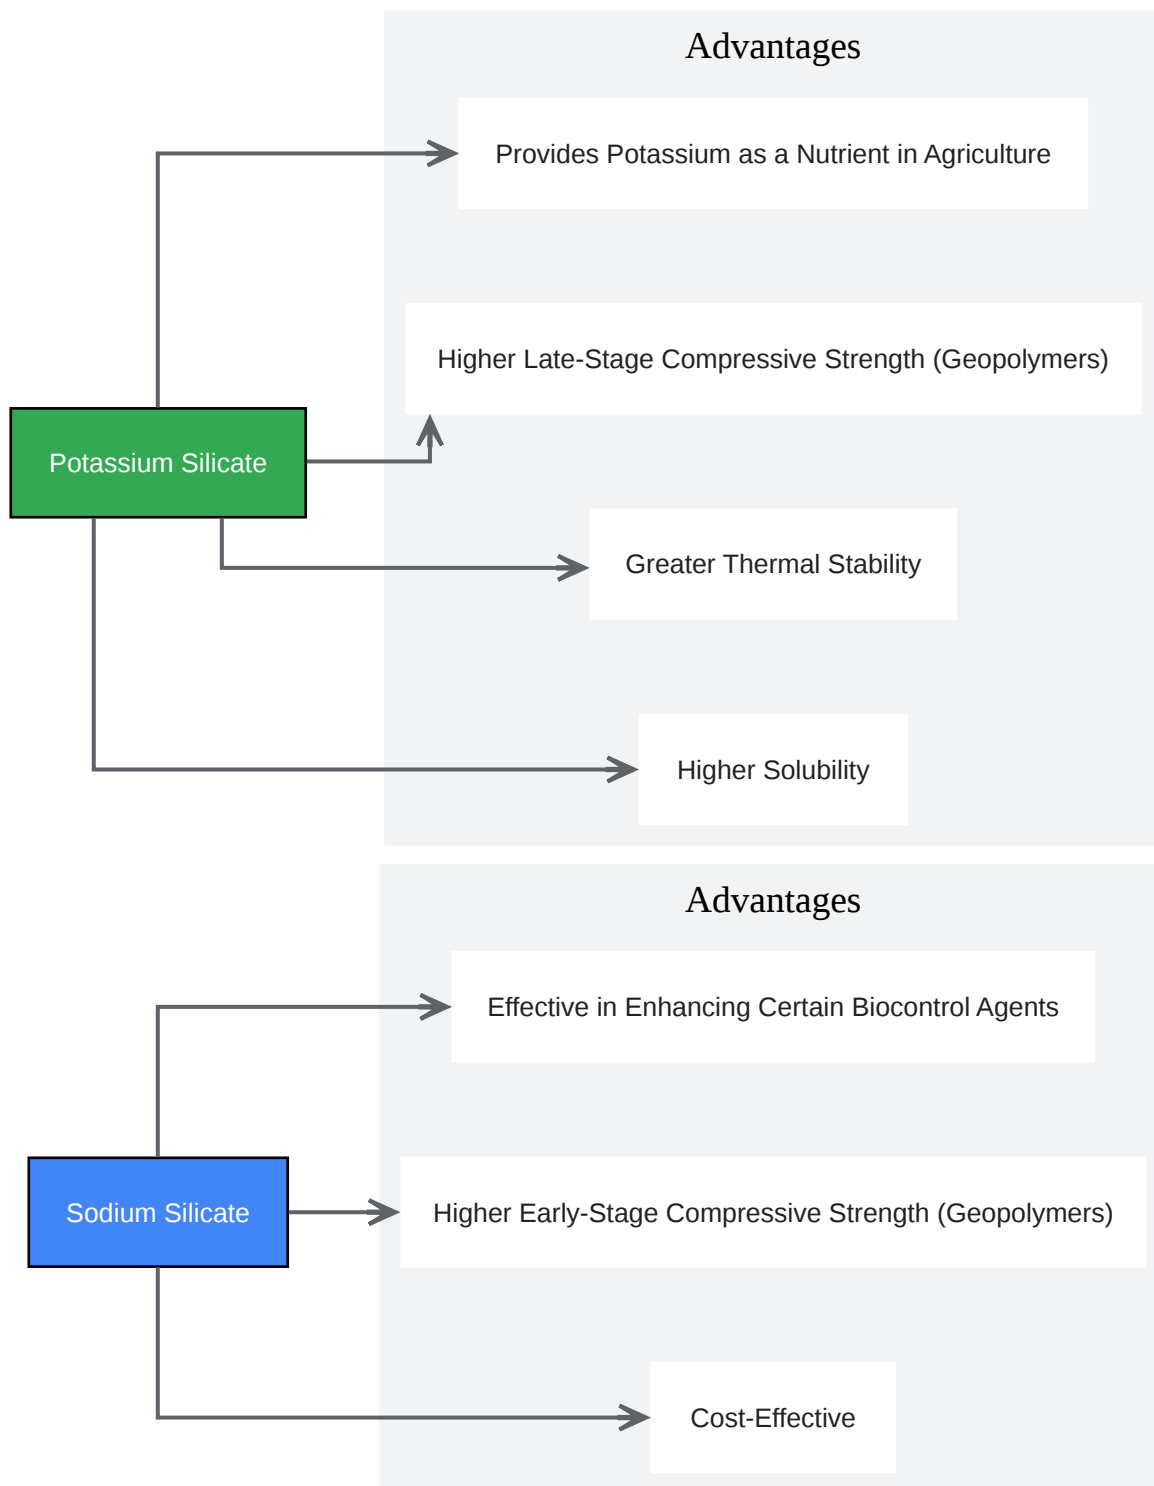 Advantages
Provides Potassium as a Nutrient in Agriculture
Higher Late-Stage Compressive Strength (Geopolymers)
Potassium Silicate
Greater Thermal Stability
Higher Solubility
Advantages
Effective in Enhancing Certain Biocontrol Agents
Sodium Silicate
Higher Early-Stage Compressive Strength (Geopolymers)
Cost-Effective